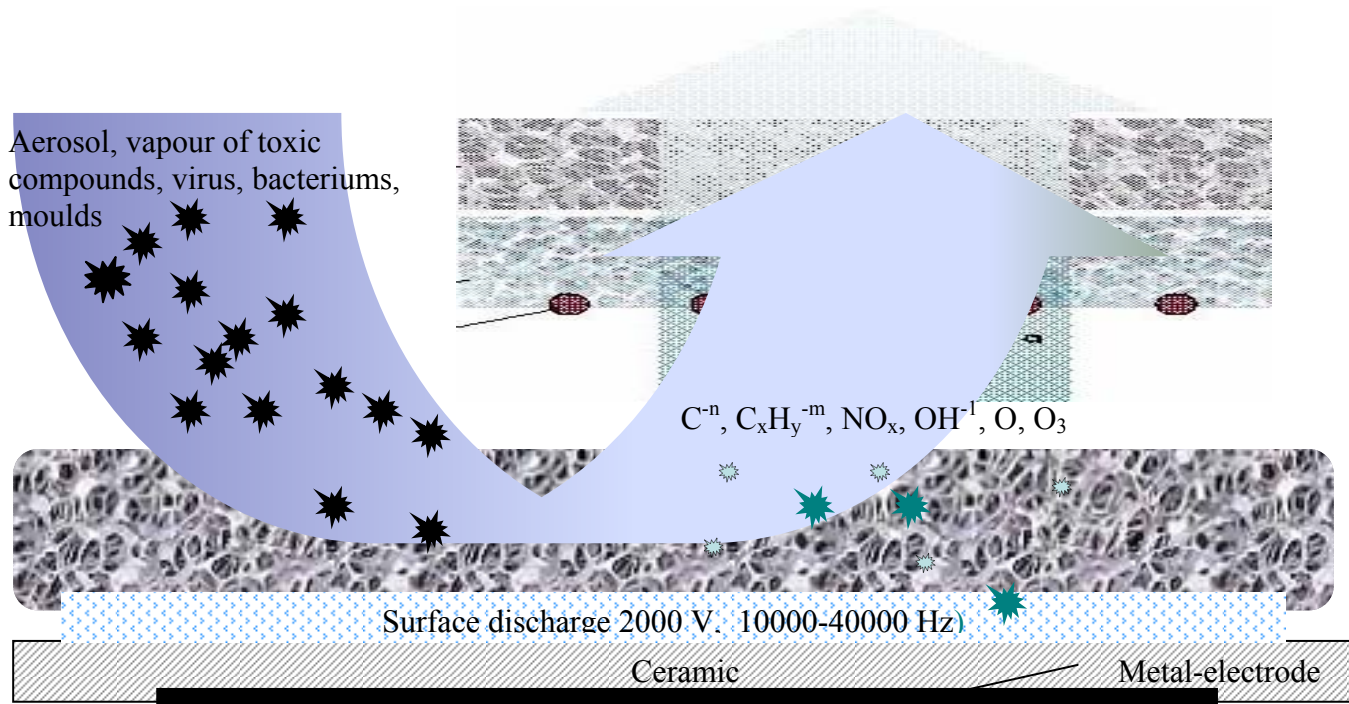 Aerosol, vapour of toxic
compounds, virus, bacteriums,
moulds
C⁻ⁿ, CₓHᵧ⁻ᵐ, NOₓ, OH⁻¹, O, O₃
Surface discharge 2000 V, 10000-40000 Hz)
Ceramic
Metal-electrode